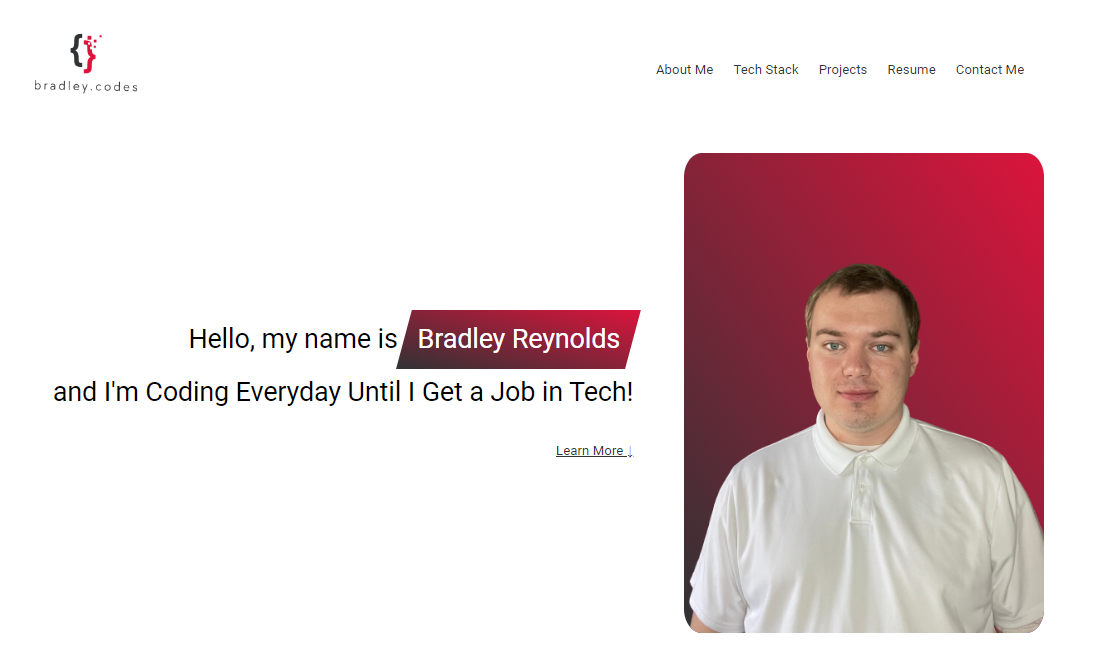 bradley.codes
About Me Tech Stack Projects Resume Contact Me
Hello, my name is Bradley Reynolds
and I'm Coding Everyday Until I Get a Job in Tech!
Learn More ↓